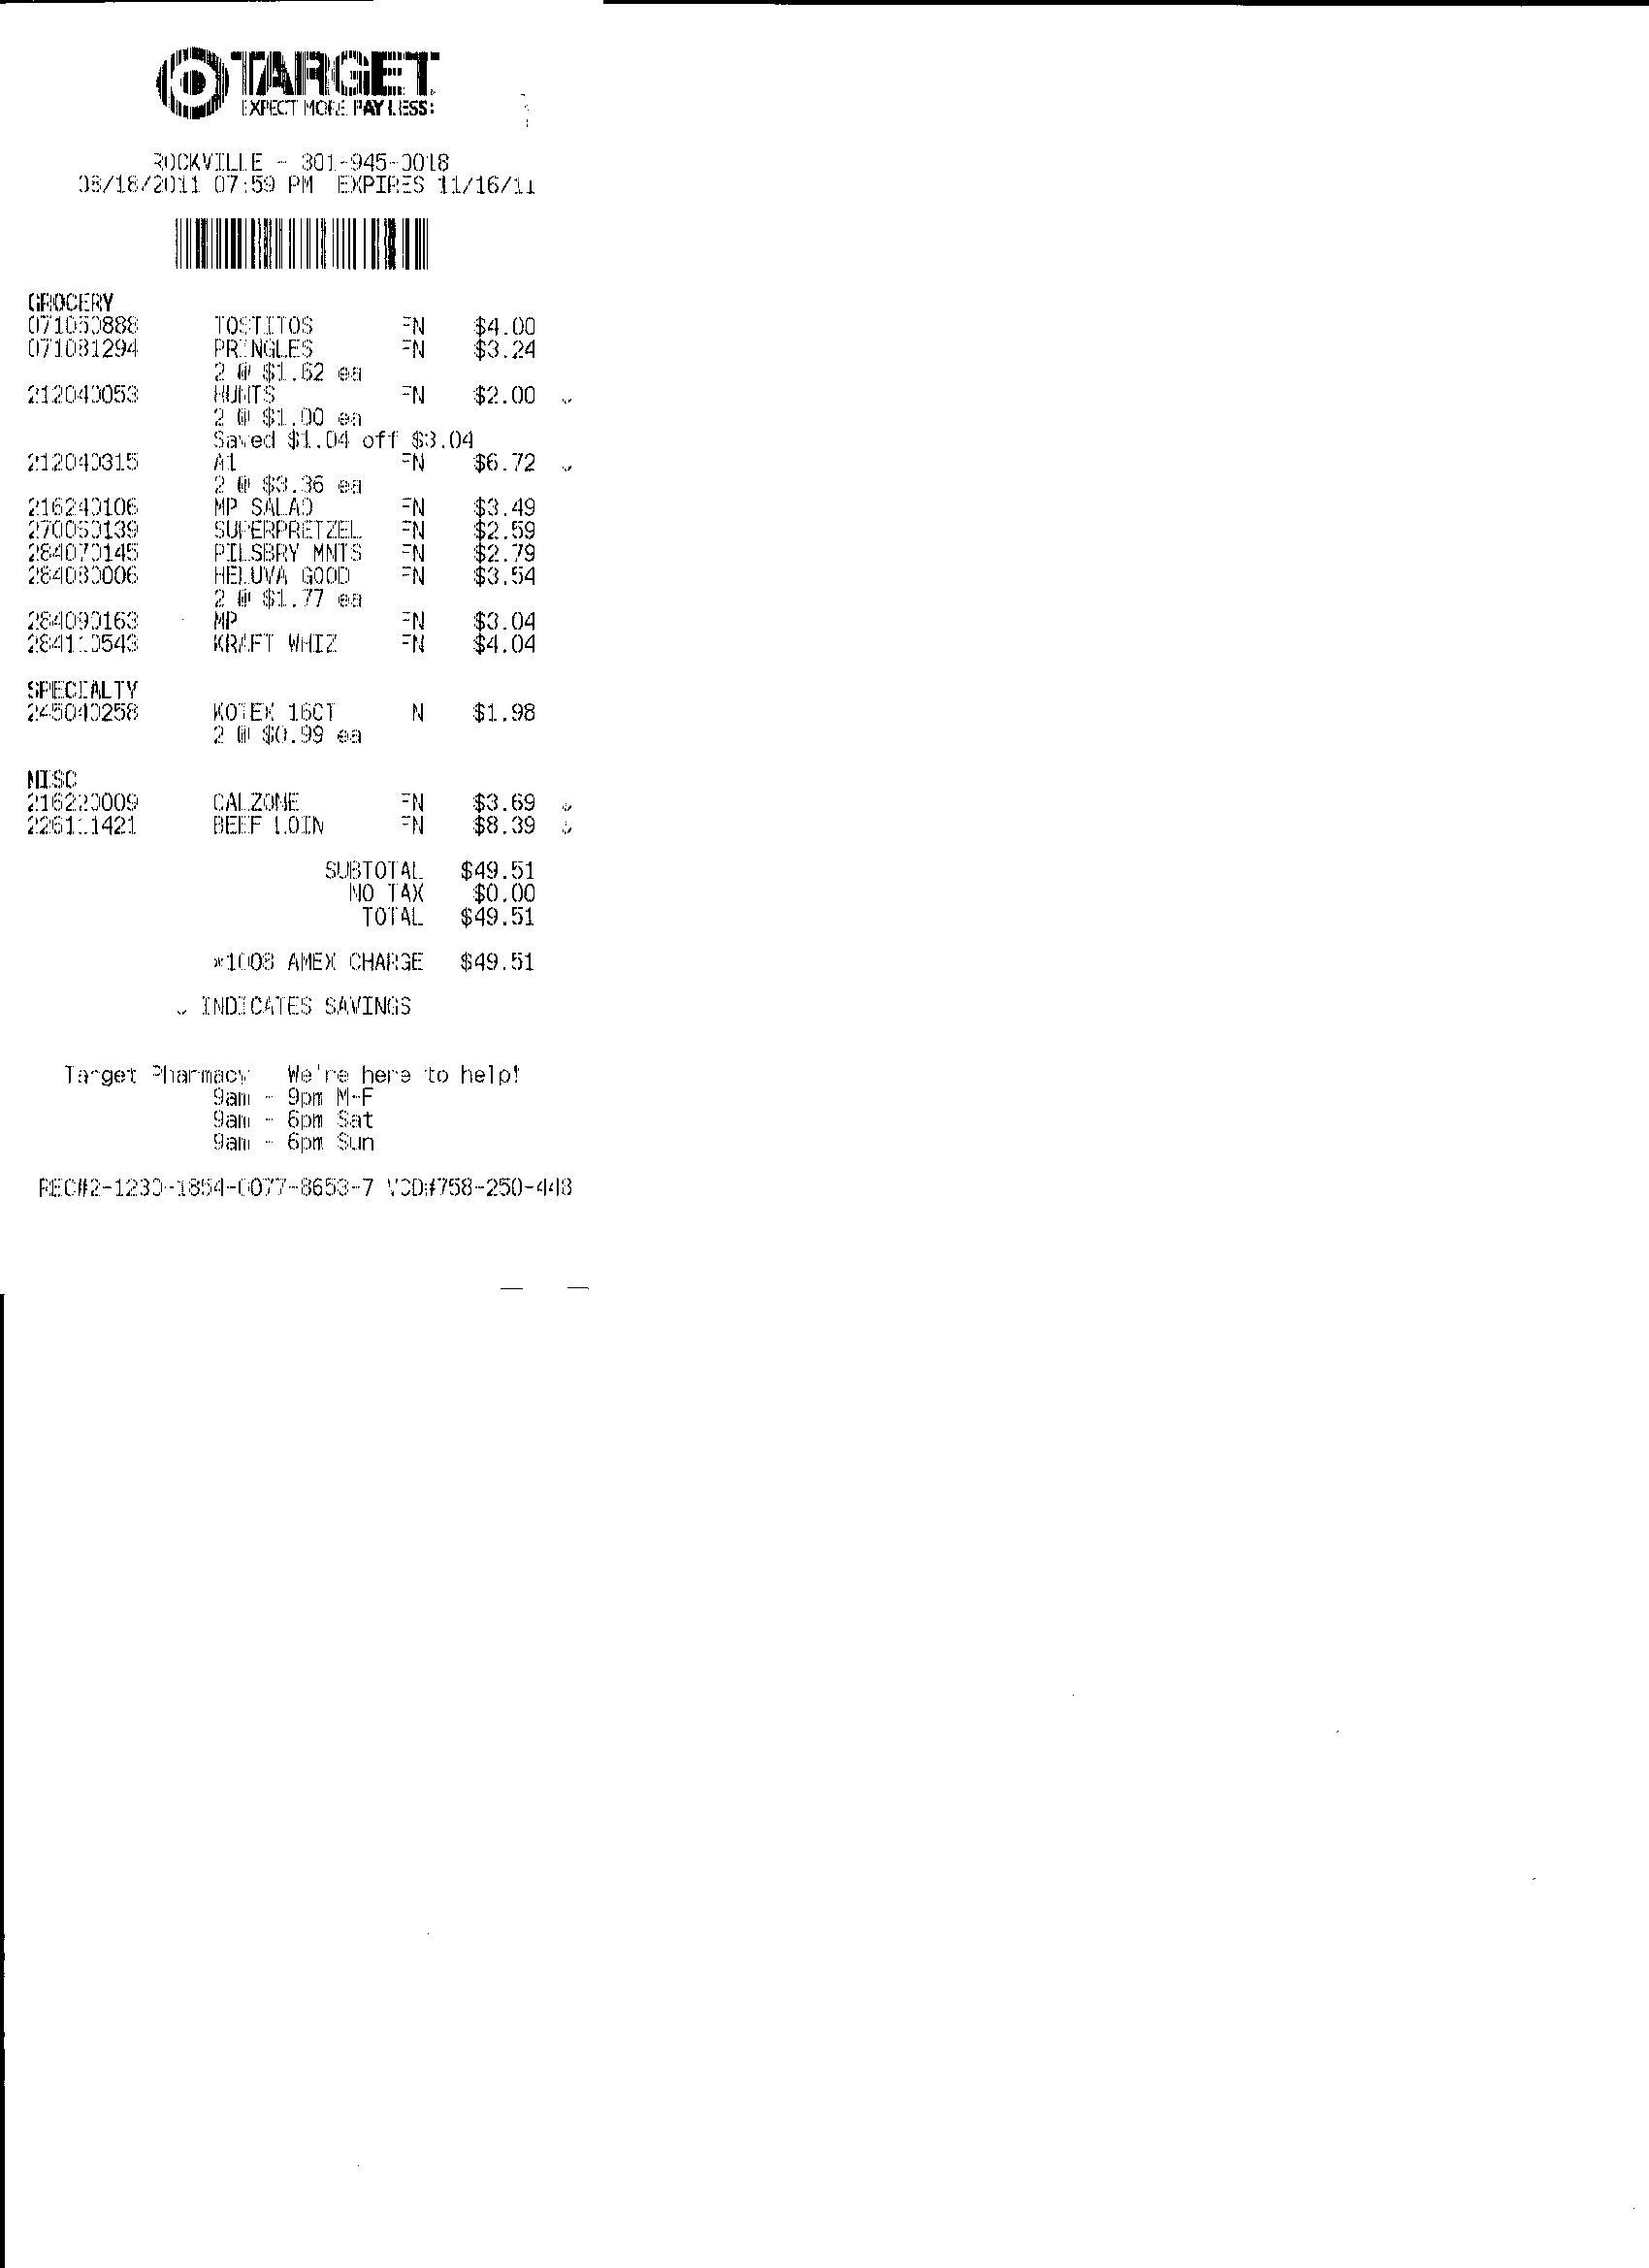 TARGET
EXPECT MORE. PAY LESS.
ROCKVILLE - 301-945-0018
08/18/2011 07:59 PM EXPIRES 11/16/11
GROCERY
071060888 TOSTITOS FN $4.00
071081294 PRINGLES FN $3.24
2 @ $1.62 ea
212040053 HUNTS FN $2.00
2 @ $1.00 ea
Saved $1.04 off $3.04
212040315 A1 FN $6.72
2 @ $3.36 ea
216240106 MP SALAD FN $3.49
270060139 SUPERPRETZEL FN $2.59
284070145 PILSBRY MNTS FN $2.79
284080006 HELUVA GOOD FN $3.54
2 @ $1.77 ea
284090163 MP FN $3.04
284110543 KRAFT WHIZ FN $4.04
SPECIALTY
245040258 KOTEX 16CT N $1.98
2 @ $0.99 ea
MISC
216220009 CALZONE FN $3.69
226111421 BEEF LOIN FN $8.39
SUBTOTAL $49.51
NO TAX $0.00
TOTAL $49.51
*1008 AMEX CHARGE $49.51
INDICATES SAVINGS
Target Pharmacy We're here to help!
9am - 9pm M-F
9am - 6pm Sat
9am - 6pm Sun
REC#2-1230-1854-0077-8653-7 VCD#758-250-448